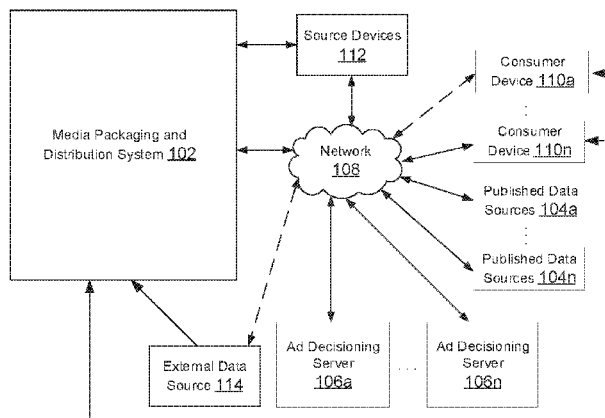 Source Devices
112
Media Packaging and
Distribution System 102
Network
108
Consumer
Device 110a
Consumer
Device 110n
Published Data
Sources 104a
Published Data
Sources 104n
External Data
Source 114
Ad Decisioning
Server
106a
Ad Decisioning
Server
106n